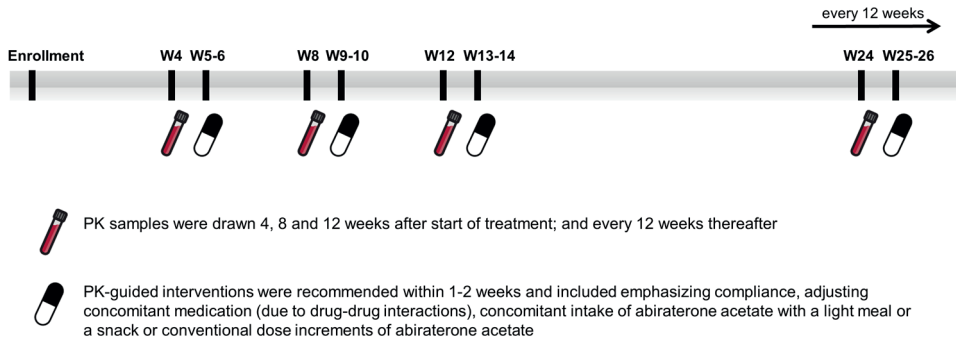 every 12 weeks
Enrollment W4 W5-6 W8 W9-10 W12 W13-14 W24 W25-26
PK samples were drawn 4, 8 and 12 weeks after start of treatment; and every 12 weeks thereafter
PK-guided interventions were recommended within 1-2 weeks and included emphasizing compliance, adjusting
concomitant medication (due to drug-drug interactions), concomitant intake of abiraterone acetate with a light meal or
a snack or conventional dose increments of abiraterone acetate